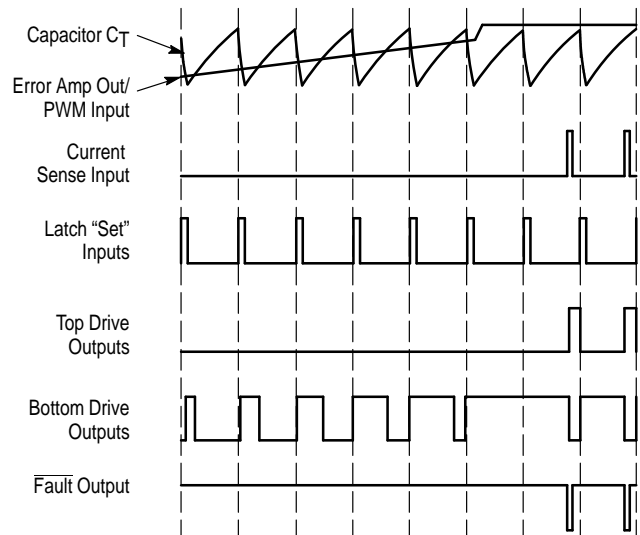 Capacitor CT
Error Amp Out/
PWM Input
Current
Sense Input
Latch “Set”
Inputs
Top Drive
Outputs
Bottom Drive
Outputs
Fault Output